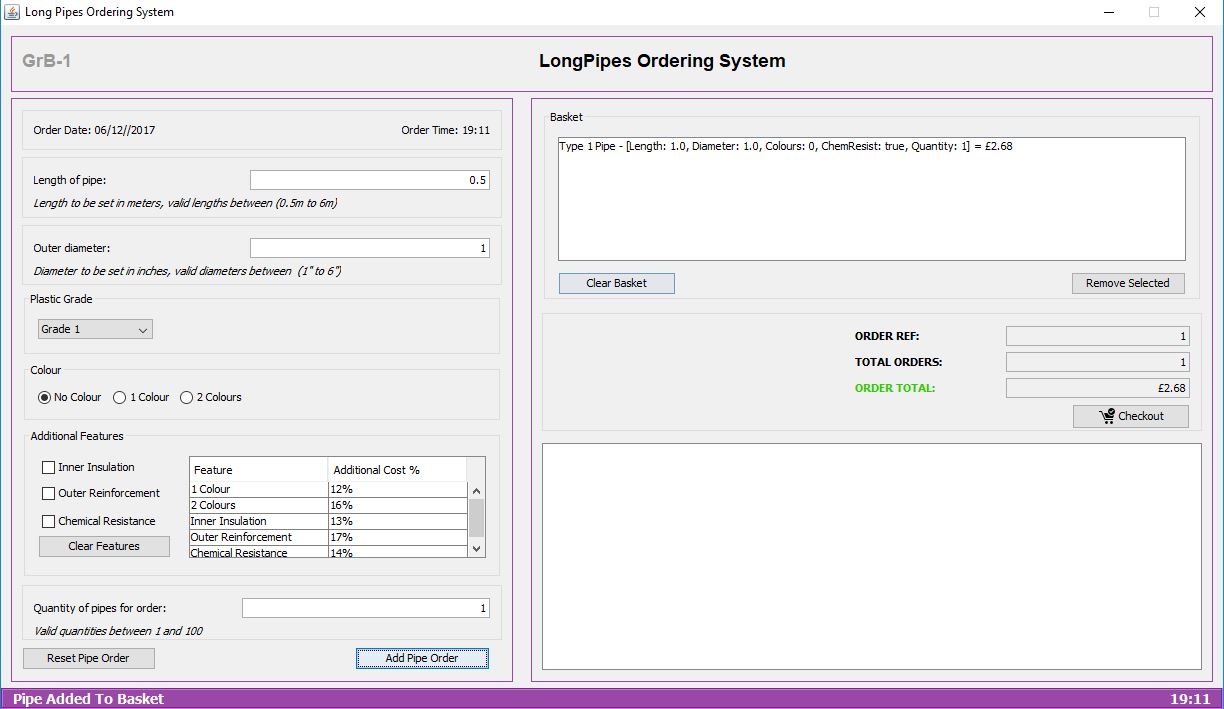 Long Pipes Ordering System
GrB-1
LongPipes Ordering System
Order Date: 06/12//2017
Order Time: 19:11
Length of pipe:
0.5
Length to be set in meters, valid lengths between (0.5m to 6m)
Outer diameter:
1
Diameter to be set in inches, valid diameters between (1" to 6")
Plastic Grade
Grade 1
Colour
No Colour
1 Colour
2 Colours
Additional Features
Inner Insulation
Outer Reinforcement
Chemical Resistance
Clear Features
Feature Additional Cost %
1 Colour 12%
2 Colours 16%
Inner Insulation 13%
Outer Reinforcement 17%
Chemical Resistance 14%
Quantity of pipes for order:
1
Valid quantities between 1 and 100
Reset Pipe Order
Add Pipe Order
Basket
Type 1 Pipe - [Length: 1.0, Diameter: 1.0, Colours: 0, ChemResist: true, Quantity: 1] = £2.68
Clear Basket
Remove Selected
ORDER REF: 1
TOTAL ORDERS: 1
ORDER TOTAL: £2.68
Checkout
Pipe Added To Basket
19:11